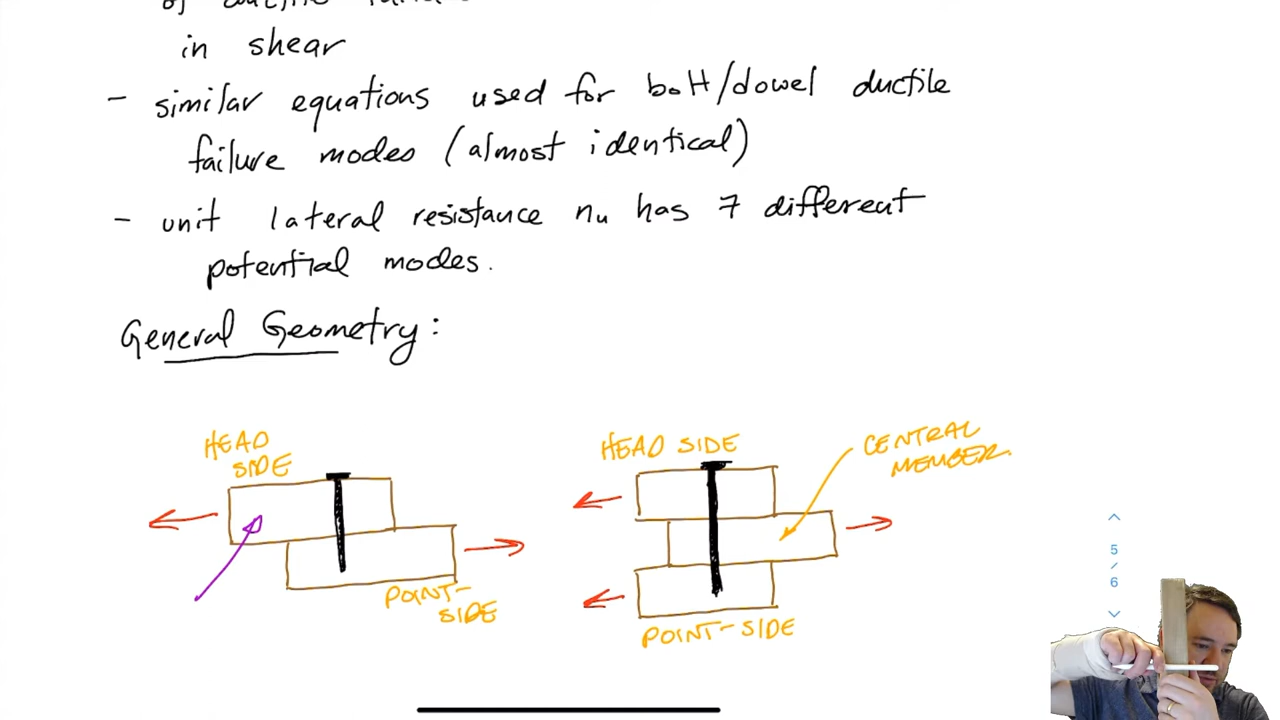 in shear
- similar equations used for bolt/dowel ductile
failure modes (almost identical)
- unit lateral resistance nu has 7 different
potential modes.
General Geometry:
HEAD
SIDE
POINT-
SIDE
HEAD SIDE
CENTRAL
MEMBER.
POINT-SIDE
5
/
6